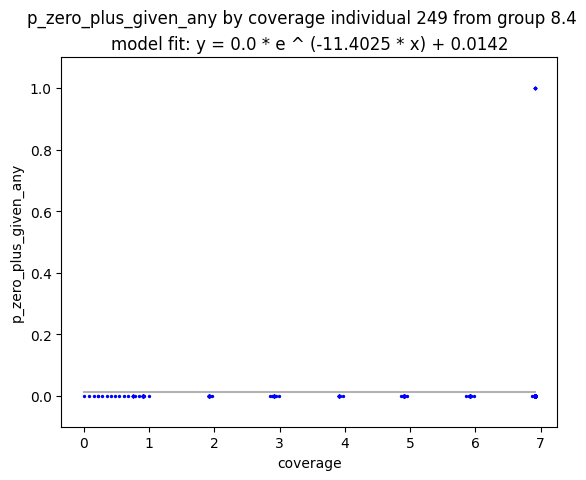 p_zero_plus_given_any by coverage individual 249 from group 8.4
model fit: y = 0.0 * e ^ (-11.4025 * x) + 0.0142
1.0
0.8
0.6
0.4
0.2
0.0
p_zero_plus_given_any
0 1 2 3 4 5 6 7
coverage